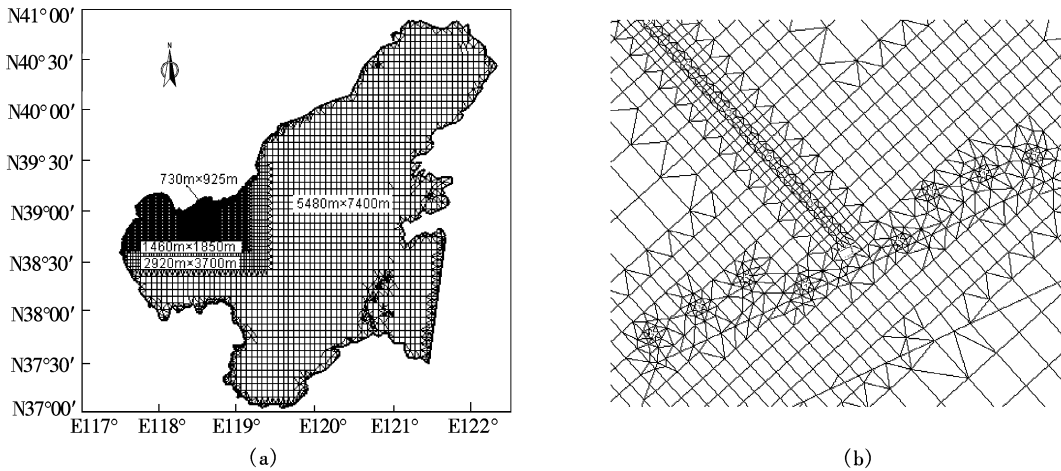 N41°00′
N40°30′
N40°00′
N39°30′
N39°00′
N38°30′
N38°00′
N37°30′
N37°00′
N
730m×925m
5480m×7400m
1460m×1850m
2920m×3700m
E117° E118° E119° E120° E121° E122°
(a)
(b)